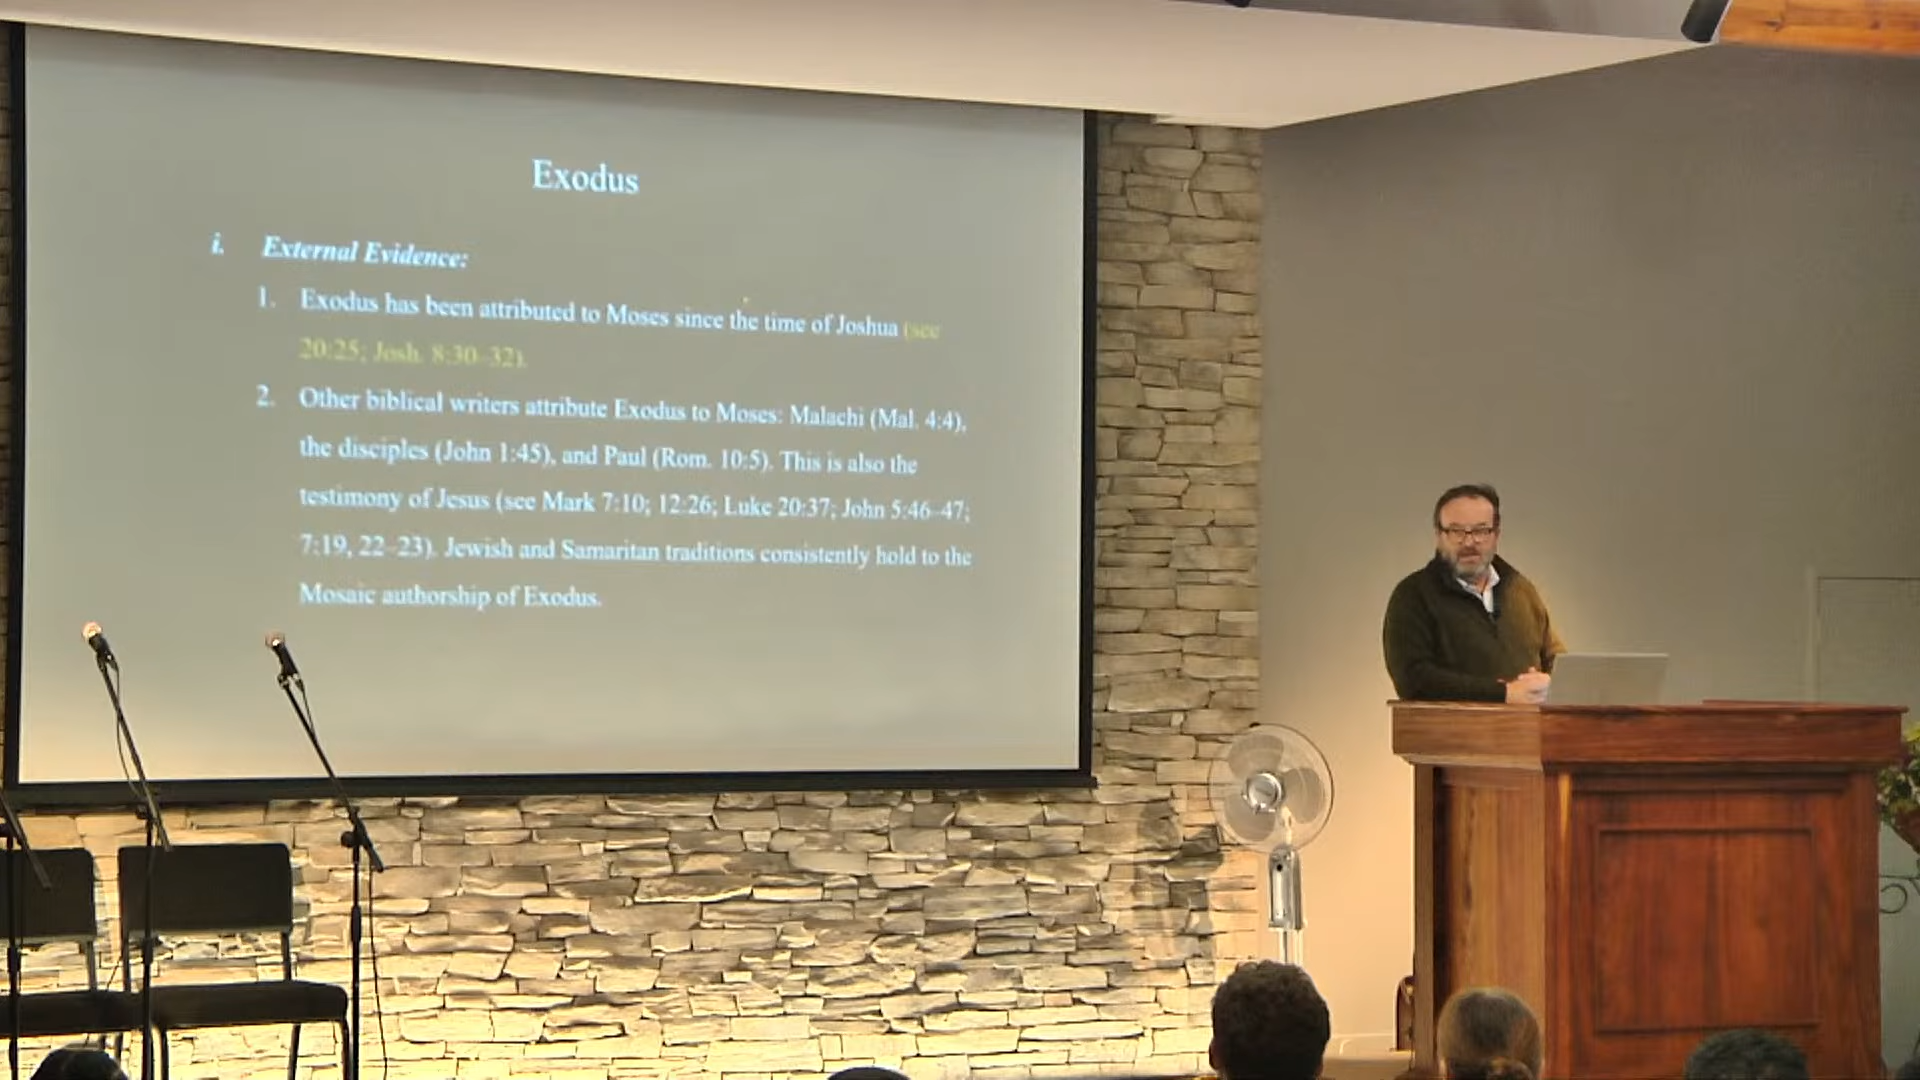 Exodus
i. External Evidence:
1. Exodus has been attributed to Moses since the time of Joshua (see
20:25; Josh. 8:30–32).
2. Other biblical writers attribute Exodus to Moses: Malachi (Mal. 4:4),
the disciples (John 1:45), and Paul (Rom. 10:5). This is also the
testimony of Jesus (see Mark 7:10; 12:26; Luke 20:37; John 5:46–47;
7:19, 22–23). Jewish and Samaritan traditions consistently hold to the
Mosaic authorship of Exodus.